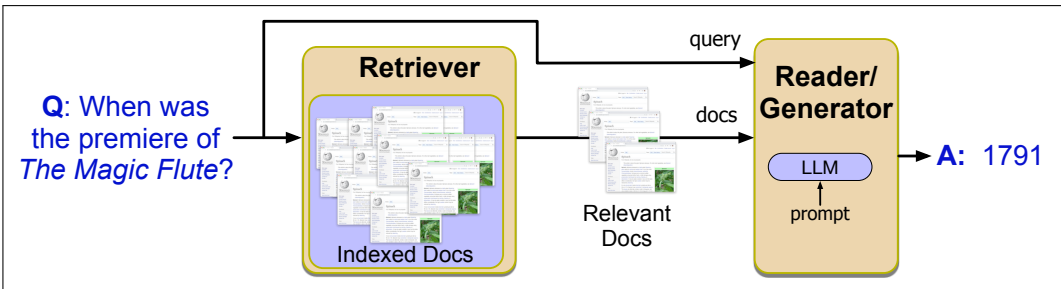 Q: When was
the premiere of
The Magic Flute?
Retriever
Indexed Docs
query
docs
Relevant
Docs
Reader/
Generator
LLM
prompt
A: 1791